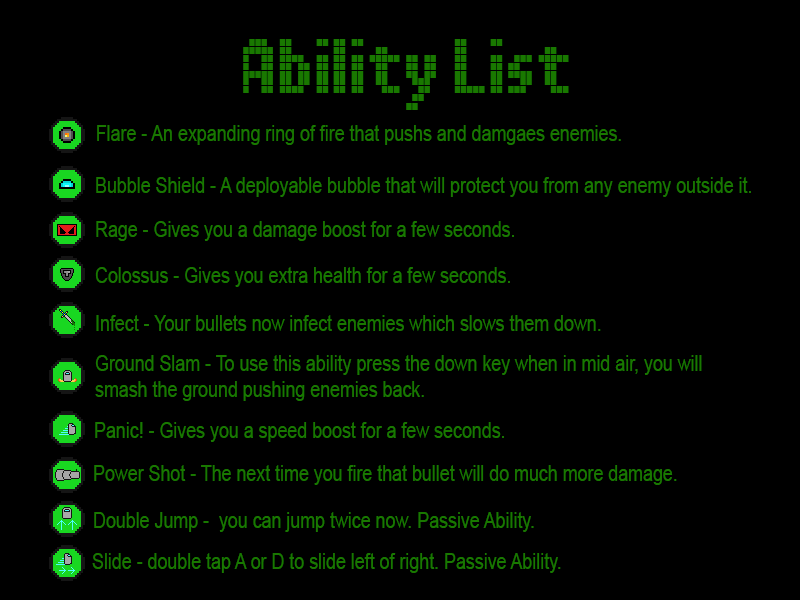 Ability List
Flare - An expanding ring of fire that pushs and damgaes enemies.
Bubble Shield - A deployable bubble that will protect you from any enemy outside it.
Rage - Gives you a damage boost for a few seconds.
Colossus - Gives you extra health for a few seconds.
Infect - Your bullets now infect enemies which slows them down.
Ground Slam - To use this ability press the down key when in mid air, you will
smash the ground pushing enemies back.
Panic! - Gives you a speed boost for a few seconds.
Power Shot - The next time you fire that bullet will do much more damage.
Double Jump -  you can jump twice now. Passive Ability.
Slide - double tap A or D to slide left of right. Passive Ability.